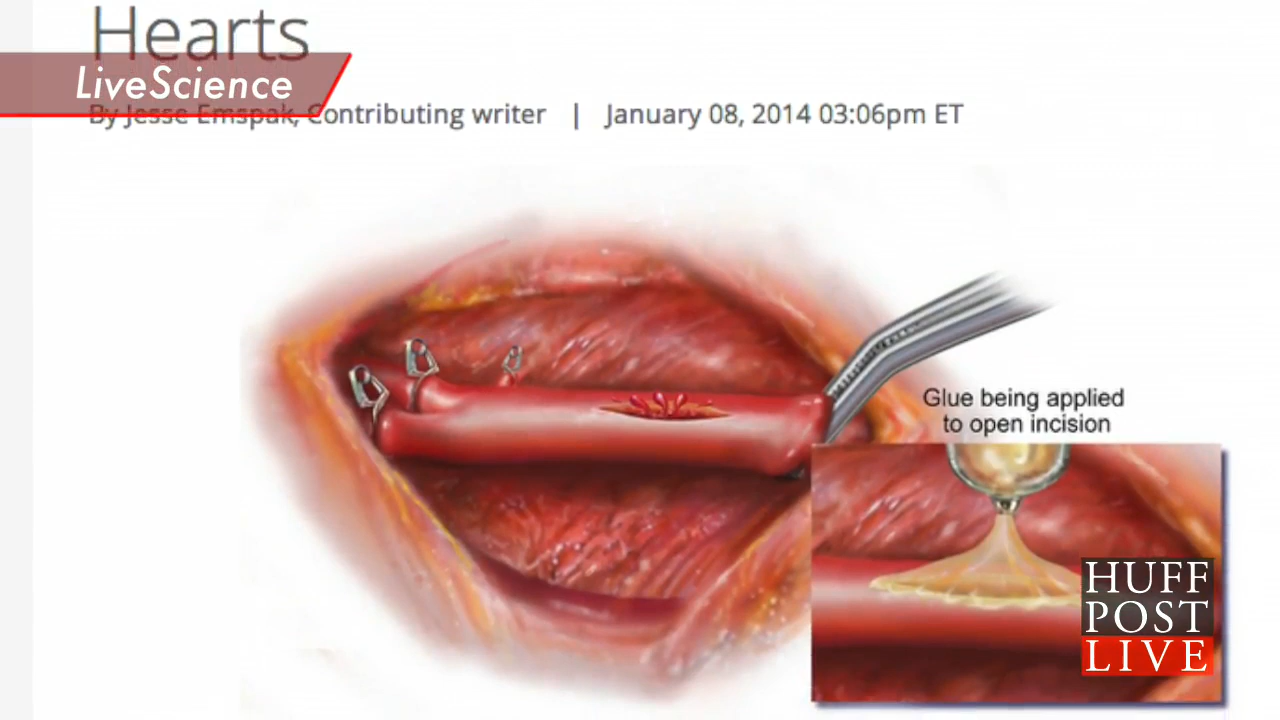 Hearts
LiveScience
By Jesse Emspak, Contributing writer | January 08, 2014 03:06pm ET
Glue being applied
to open incision
HUFF
POST
LIVE